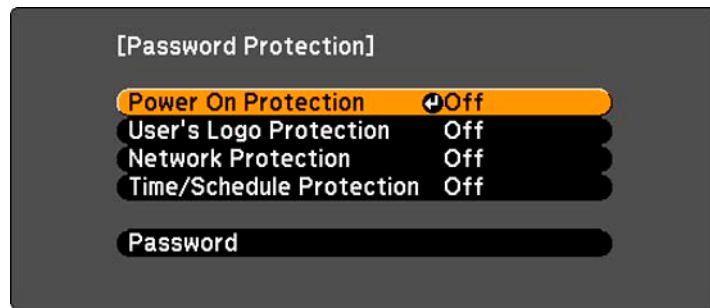 [Password Protection]
Power On Protection Off
User's Logo Protection Off
Network Protection Off
Time/Schedule Protection Off
Password